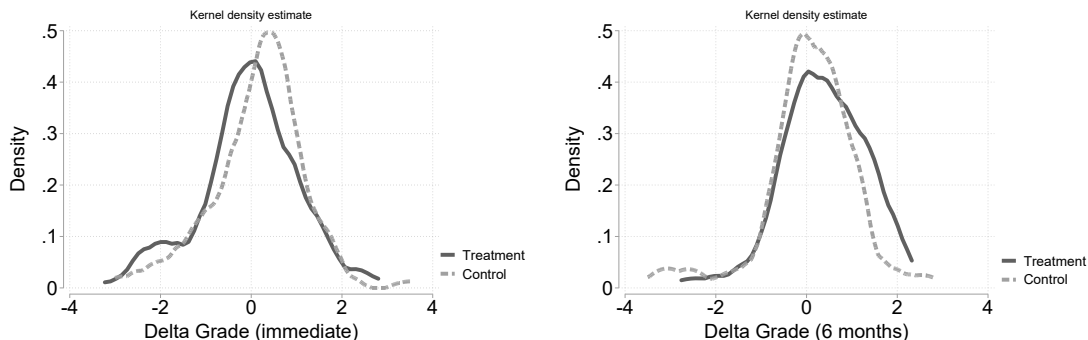 Kernel density estimate
.5
.4
.3
.2
.1
0
Density
-4 -2 0 2 4
Delta Grade (immediate)
Treatment
Control
Kernel density estimate
.5
.4
.3
.2
.1
0
Density
-4 -2 0 2 4
Delta Grade (6 months)
Treatment
Control